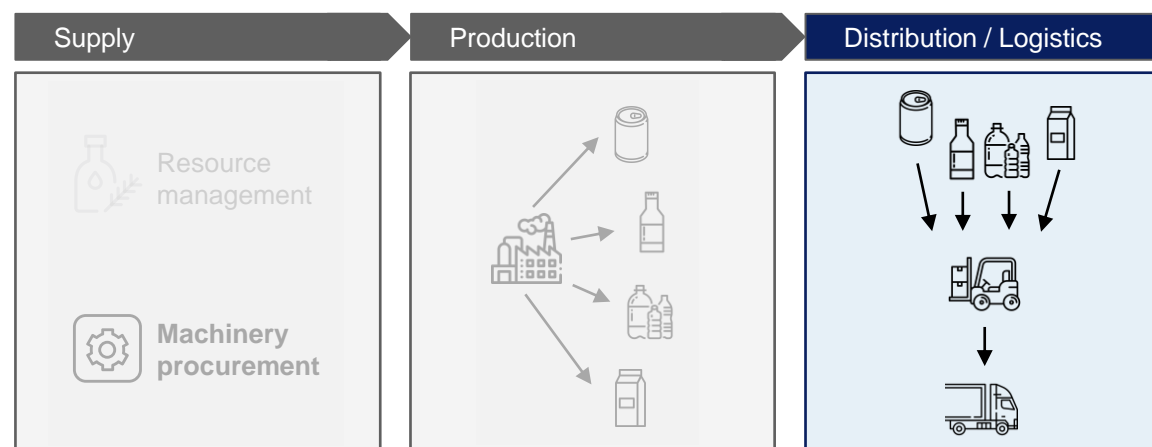 Supply
Production
Distribution / Logistics
Resource
management
Machinery
procurement